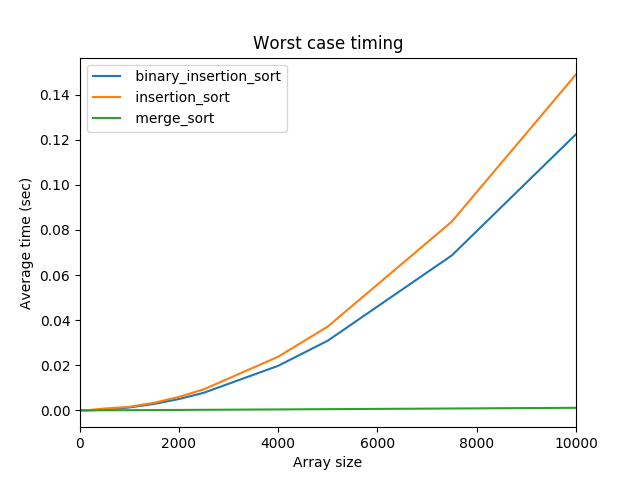 Worst case timing
binary_insertion_sort
insertion_sort
merge_sort
Average time (sec)
0.14
0.12
0.10
0.08
0.06
0.04
0.02
0.00
0 2000 4000 6000 8000 10000
Array size